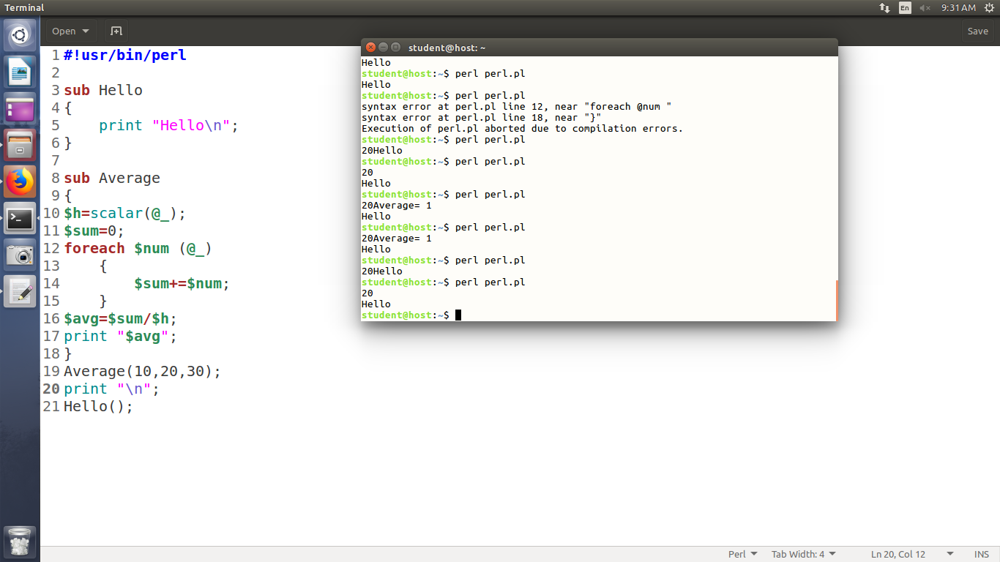 Terminal
En
9:31 AM
Open
Save
1 #!usr/bin/perl
2
3 sub Hello
4 {
5     print "Hello\n";
6 }
7
8 sub Average
9 {
10 $h=scalar(@_);
11 $sum=0;
12 foreach $num (@_)
13     {
14         $sum+=$num;
15     }
16 $avg=$sum/$h;
17 print "$avg";
18 }
19 Average(10,20,30);
20 print "\n";
21 Hello();
student@host: ~
Hello
student@host:~$ perl perl.pl
Hello
student@host:~$ perl perl.pl
syntax error at perl.pl line 12, near "foreach @num "
syntax error at perl.pl line 18, near "}"
Execution of perl.pl aborted due to compilation errors.
student@host:~$ perl perl.pl
20Hello
student@host:~$ perl perl.pl
20
Hello
student@host:~$ perl perl.pl
20Average= 1
Hello
student@host:~$ perl perl.pl
20Average= 1
Hello
student@host:~$ perl perl.pl
20Hello
student@host:~$ perl perl.pl
20
Hello
student@host:~$
Perl
Tab Width: 4
Ln 20, Col 12
INS